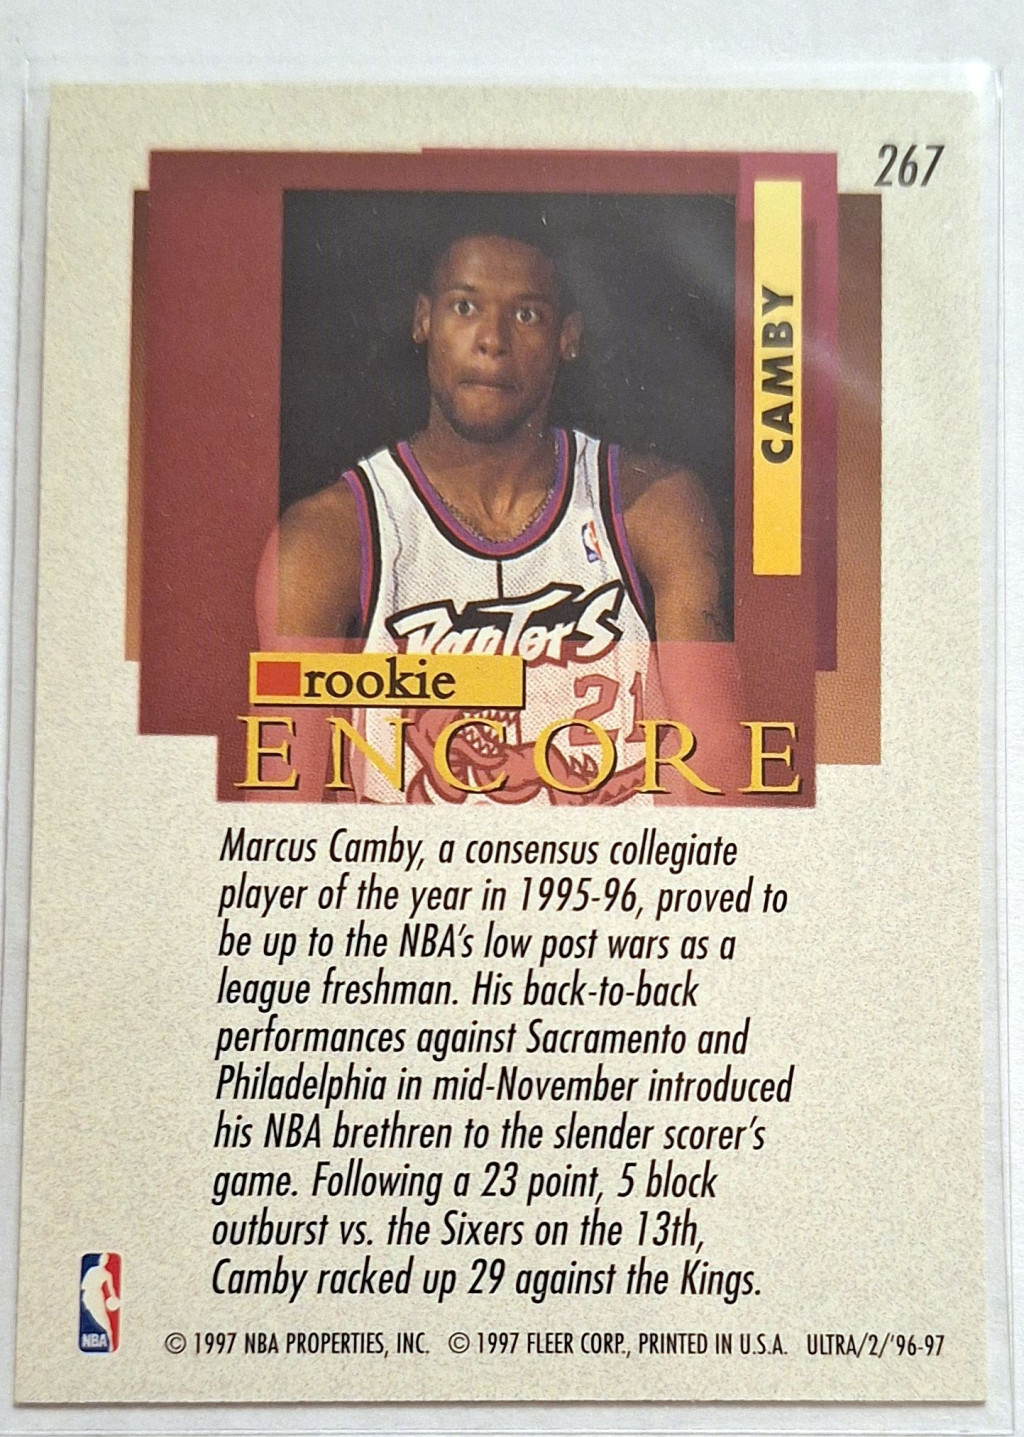 267
CAMBY
Raptor's
21
rookie
ENCORE
Marcus Camby, a consensus collegiate
player of the year in 1995-96, proved to
be up to the NBA's low post wars as a
league freshman. His back-to-back
performances against Sacramento and
Philadelphia in mid-November introduced
his NBA brethren to the slender scorer's
game. Following a 23 point, 5 block
outburst vs. the Sixers on the 13th,
Camby racked up 29 against the Kings.
NBA
© 1997 NBA PROPERTIES, INC. © 1997 FLEER CORP., PRINTED IN U.S.A. ULTRA/2/'96-97